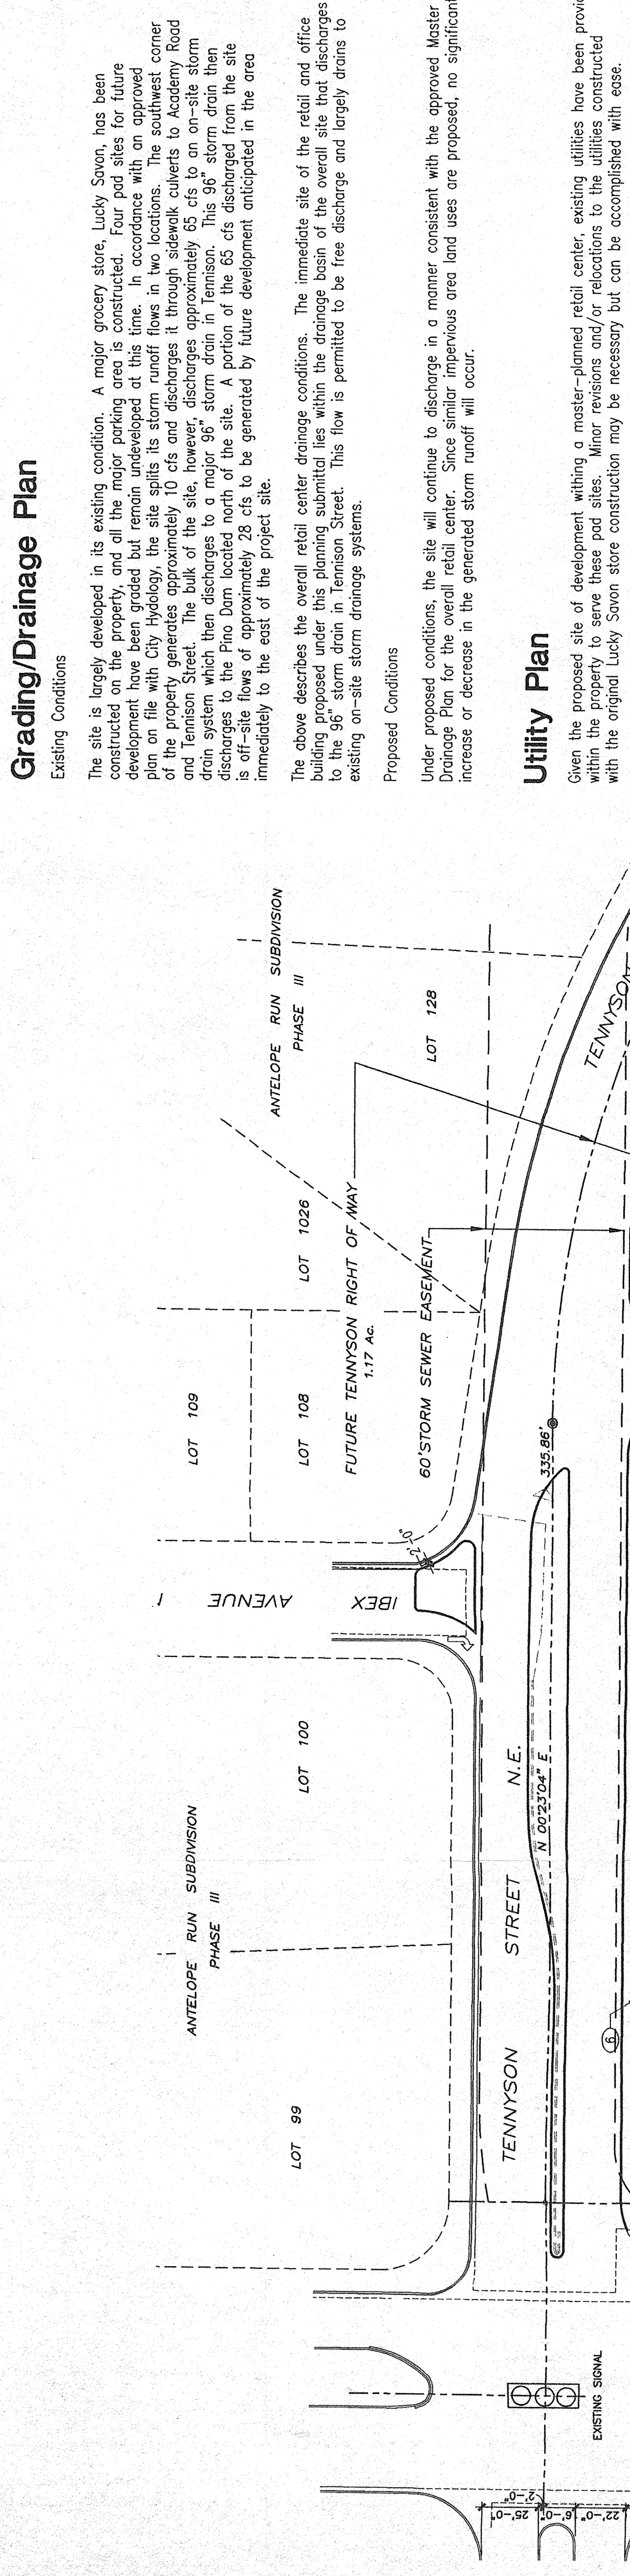 Grading/Drainage Plan
Existing Conditions
The site is largely developed in its existing condition. A major grocery store, Lucky Savon, has been
constructed on the property, and all the major parking area is constructed. Four pad sites for future
development have been graded but remain undeveloped at this time. In accordance with an approved
plan on file with City Hydology, the site splits its storm runoff flows in two locations. The southwest corner
of the property generates approximately 10 cfs and discharges it through sidewalk culverts to Academy Road
and Tennison Street. The bulk of the site, however, discharges approximately 65 cfs to an on-site storm
drain system which then discharges to a major 96" storm drain in Tennison. This 96" storm drain then
discharges to the Pino Dam located north of the site. A portion of the 65 cfs discharged from the site
is off-site flows of approximately 28 cfs to be generated by future development anticipated in the area
immediately to the east of the project site.
The above describes the overall retail center drainage conditions. The immediate site of the retail and office
building proposed under this planning submittal lies within the drainage basin of the overall site that discharges
to the 96" storm drain in Tennison Street. This flow is permitted to be free discharge and largely drains to
existing on-site storm drainage systems.
Proposed Conditions
Under proposed conditions, the site will continue to discharge in a manner consistent with the approved Master
Drainage Plan for the overall retail center. Since similar impervious area land uses are proposed, no significant
increase or decrease in the generated storm runoff will occur.
Utility Plan
Given the proposed site of development withing a master-planned retail center, existing utilities have been provi
within the property to serve these pad sites. Minor revisions and/or relocations to the utilities constructed
with the original Lucky Savon store construction may be necessary but can be accomplished with ease.
ANTELOPE RUN SUBDIVISION
PHASE III
LOT 128
LOT 1026
LOT 109
LOT 108
FUTURE TENNYSON RIGHT OF WAY
1.17 Ac.
60'STORM SEWER EASEMENT
TENNYSON
335.86'
2'-0"
IBEX AVENUE
LOT 100
ANTELOPE RUN SUBDIVISION
PHASE III
LOT 99
TENNYSON STREET N.E.
N 00°23'04" E
9
EXISTING SIGNAL
25'-0"
2'-0"
6'-0"
22'-0"